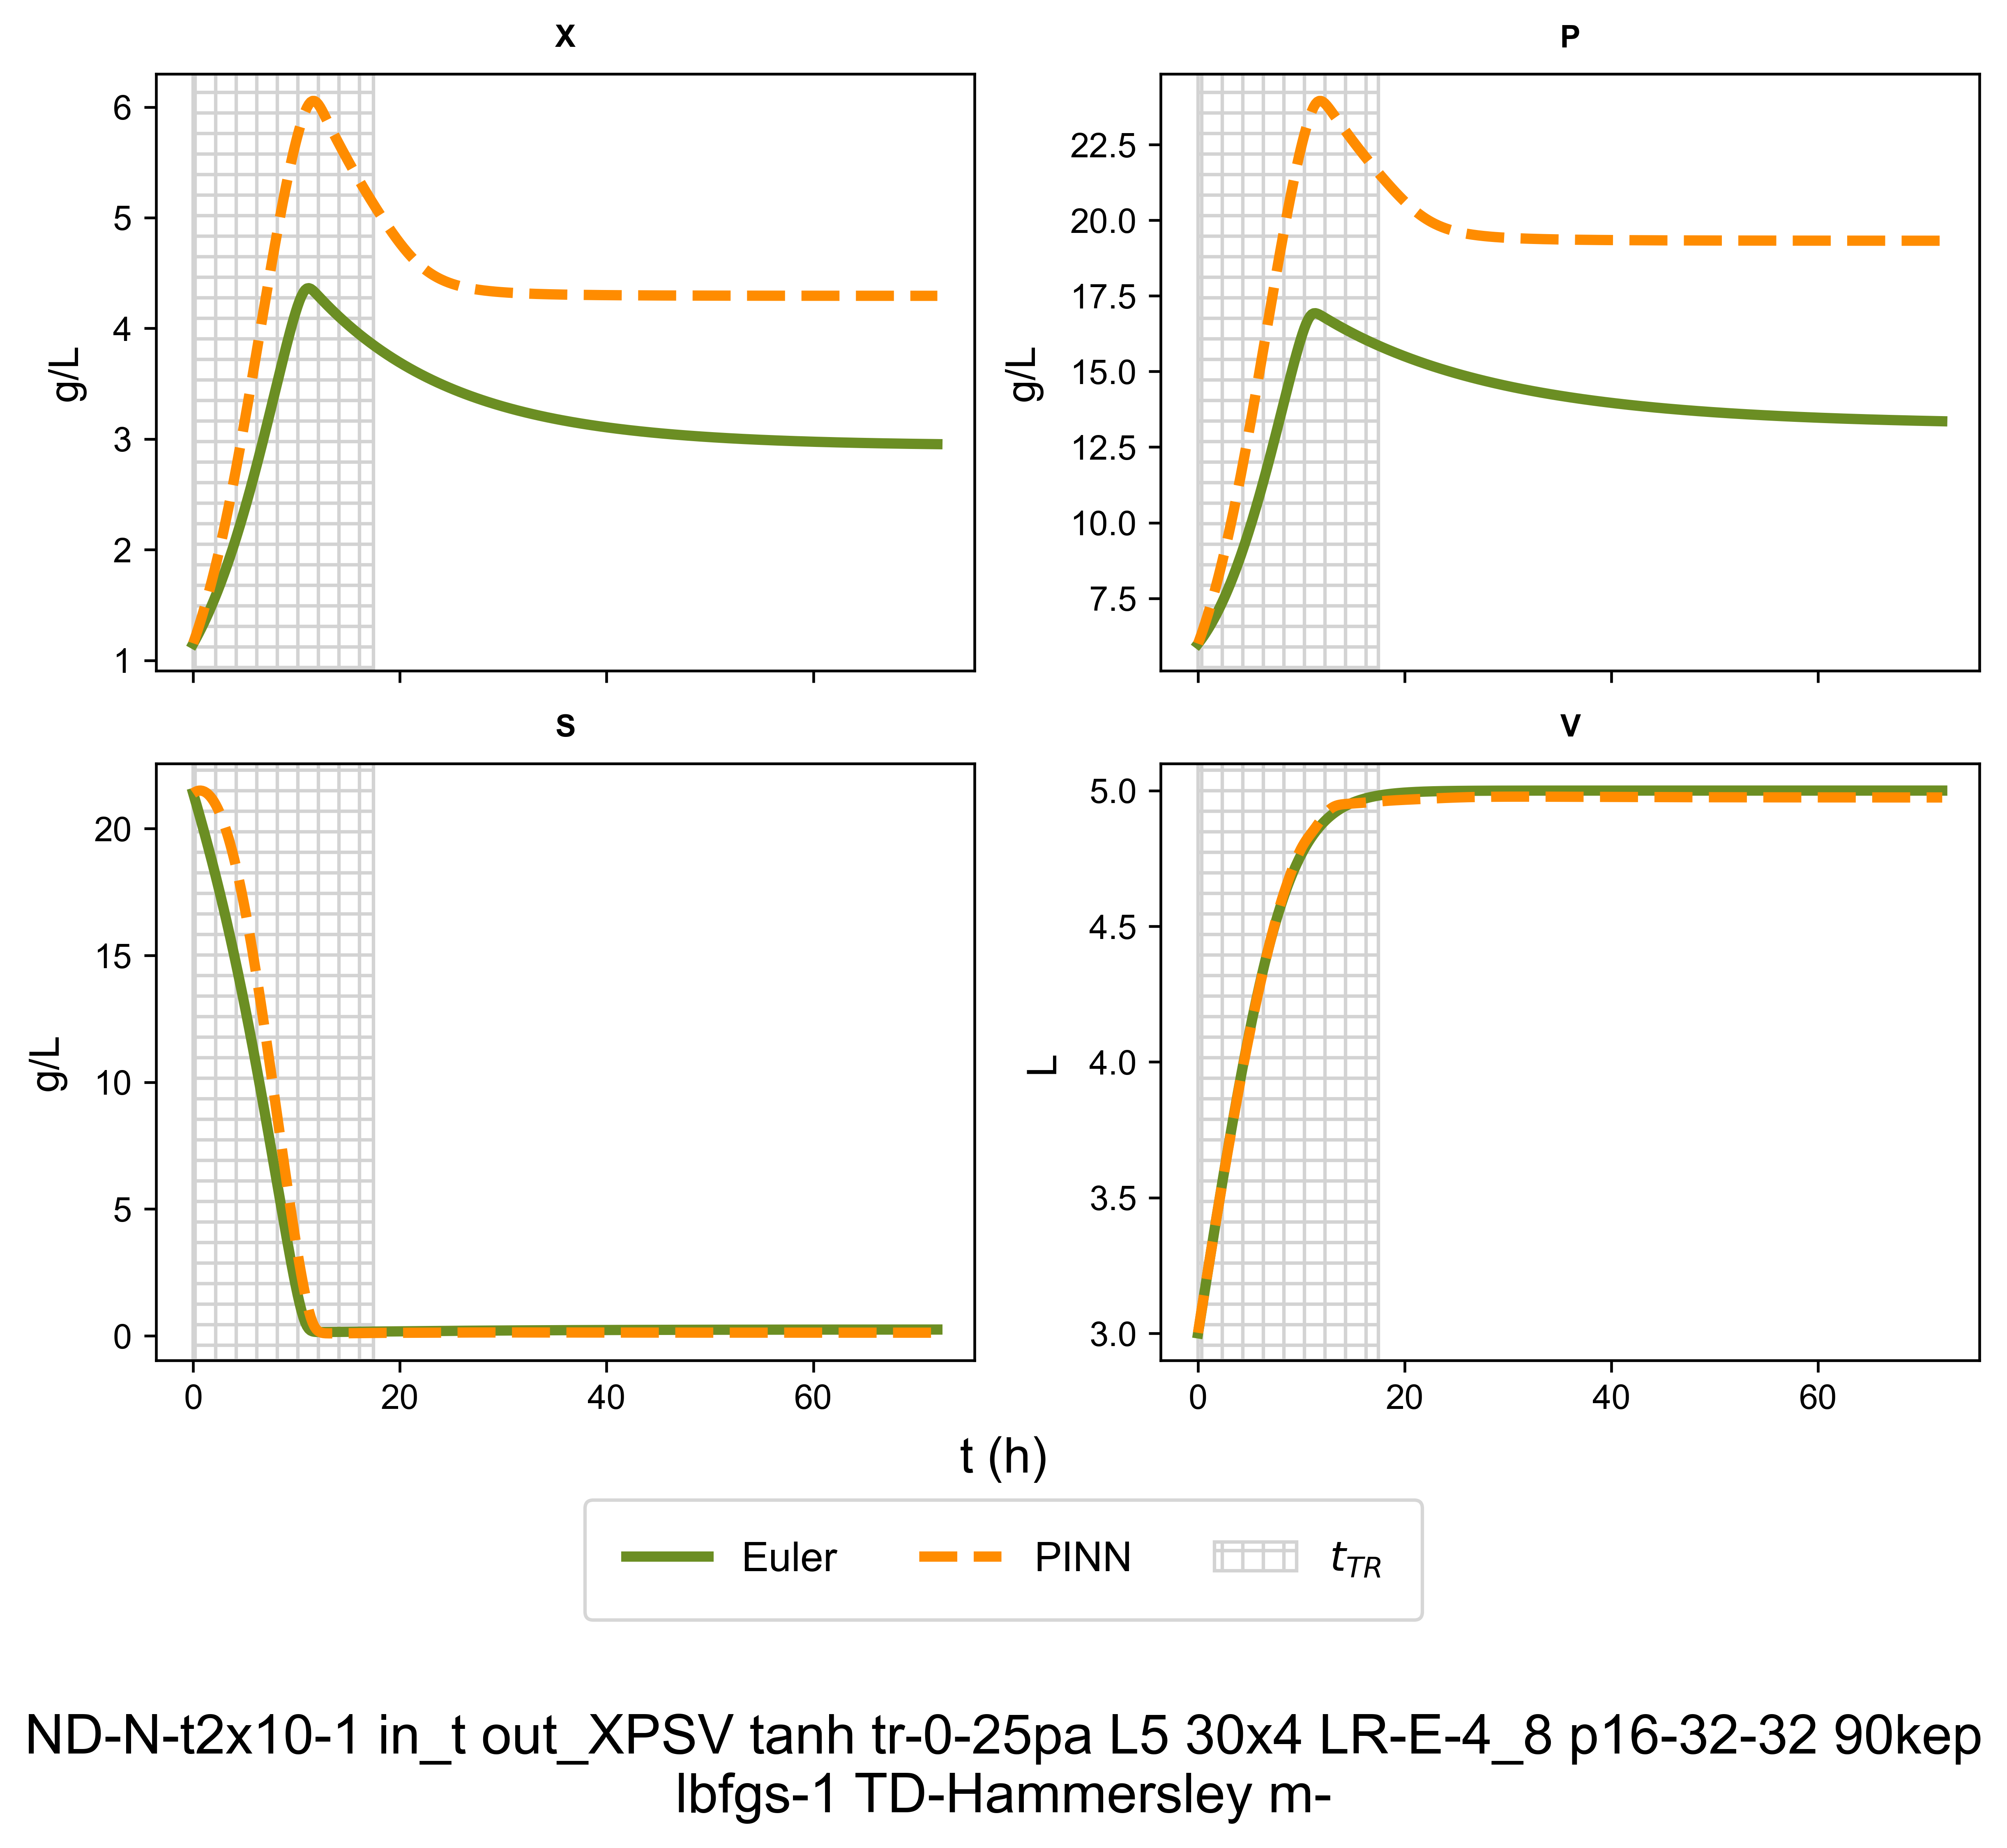 X
P
6
5
4
3
2
1
g/L
22.5
20.0
17.5
15.0
12.5
10.0
7.5
g/L
S
V
20
15
10
5
0
g/L
5.0
4.5
4.0
3.5
3.0
L
0 20 40 60
0 20 40 60
t (h)
Euler PINN t_TR
ND-N-t2x10-1 in_t out_XPSV tanh tr-0-25pa L5 30x4 LR-E-4_8 p16-32-32 90kep
lbfgs-1 TD-Hammersley m-